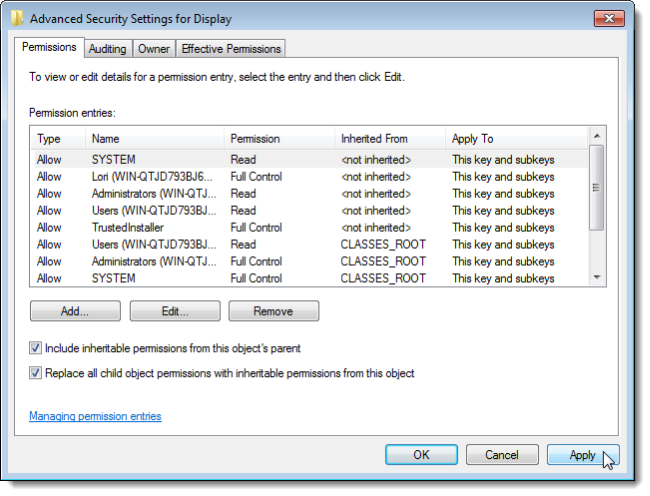 Advanced Security Settings for Display
Permissions Auditing Owner Effective Permissions
To view or edit details for a permission entry, select the entry and then click Edit.
Permission entries:
Type Name Permission Inherited From Apply To
Allow SYSTEM Read <not inherited> This key and subkeys
Allow Lori (WIN-QTJD793BJ6... Full Control <not inherited> This key and subkeys
Allow Administrators (WIN-QTJ... Read <not inherited> This key and subkeys
Allow Users (WIN-QTJD793BJ... Read <not inherited> This key and subkeys
Allow TrustedInstaller Full Control <not inherited> This key and subkeys
Allow Users (WIN-QTJD793BJ... Read CLASSES_ROOT This key and subkeys
Allow Administrators (WIN-QTJ... Full Control CLASSES_ROOT This key and subkeys
Allow SYSTEM Full Control CLASSES_ROOT This key and subkeys
Add... Edit... Remove
Include inheritable permissions from this object's parent
Replace all child object permissions with inheritable permissions from this object
Managing permission entries
OK Cancel Apply